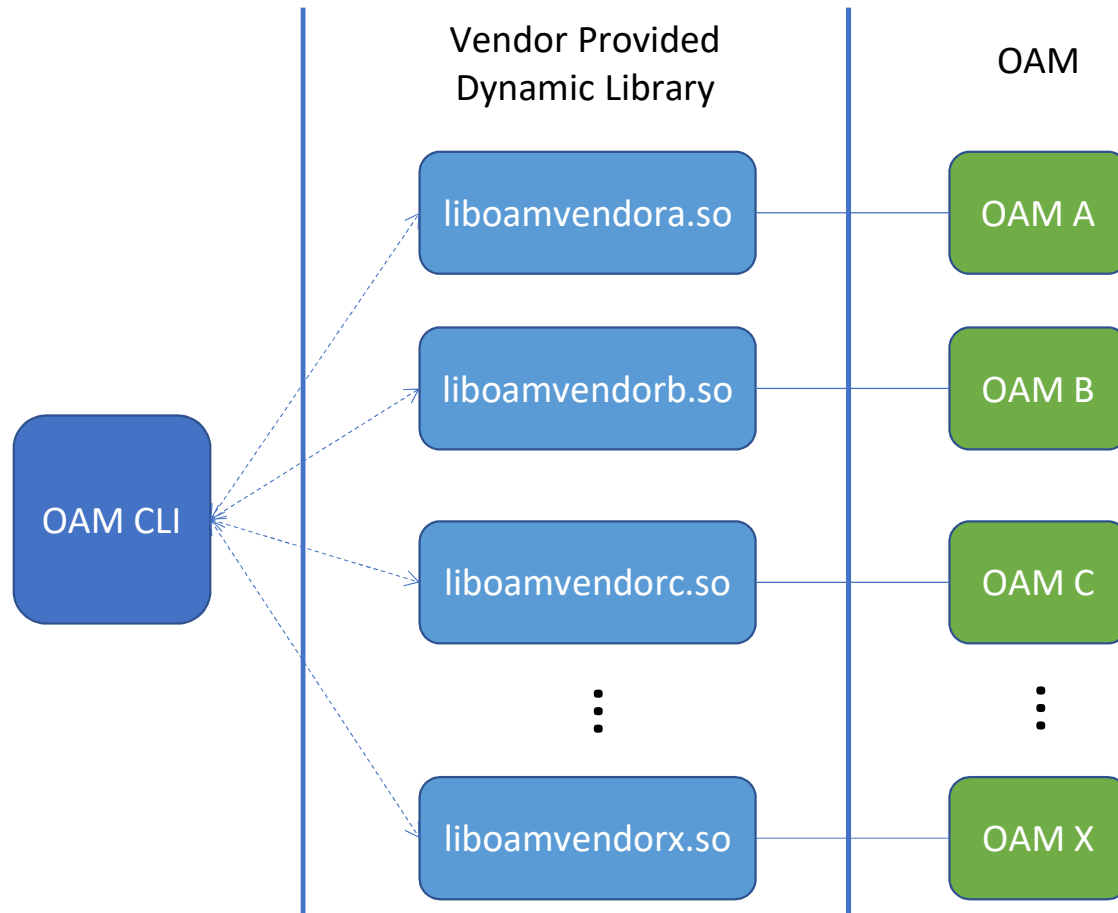 Vendor Provided
Dynamic Library
OAM
liboamvendora.so
OAM A
liboamvendorb.so
OAM B
OAM CLI
liboamvendorc.so
OAM C
liboamvendorx.so
OAM X